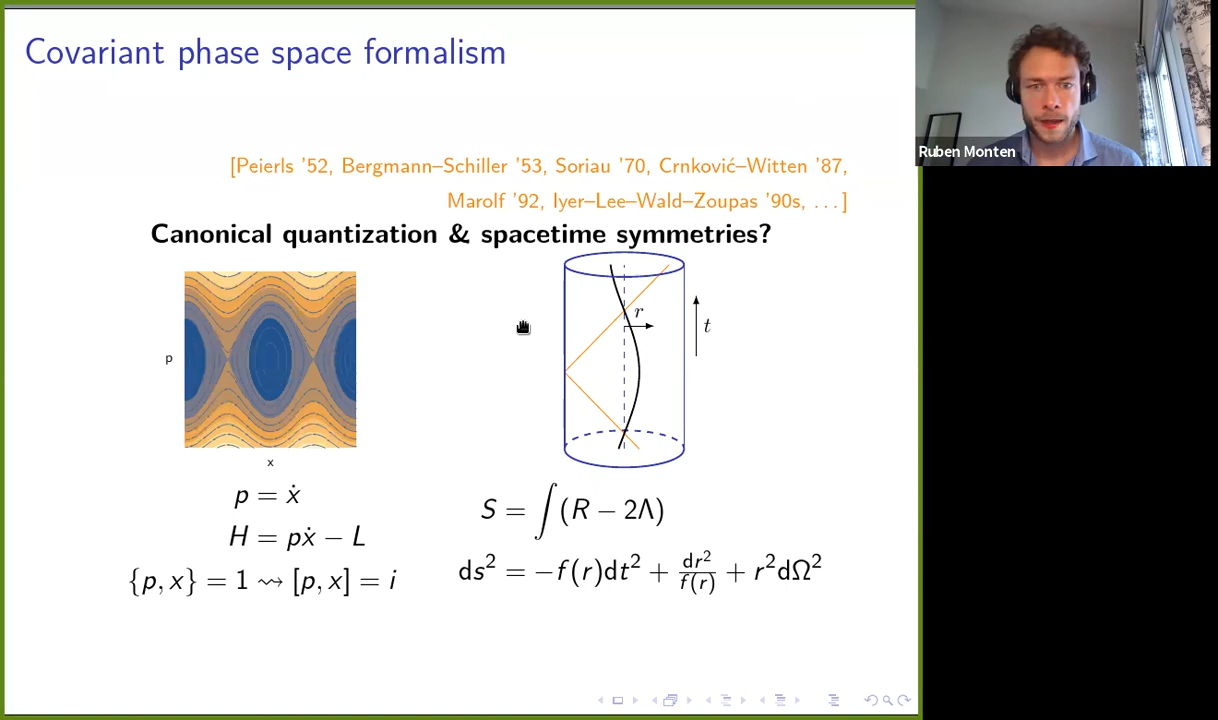 Covariant phase space formalism
Ruben Monten
[Peierls '52, Bergmann–Schiller '53, Soriau '70, Crnković–Witten '87,
Marolf '92, Iyer–Lee–Wald–Zoupas '90s, ...]
Canonical quantization & spacetime symmetries?
p
x
r
t
p = ẋ
H = pẋ − L
{p, x} = 1 ⇝ [p, x] = i
S = ∫(R − 2Λ)
ds² = −f(r)dt² + dr²/f(r) + r²dΩ²